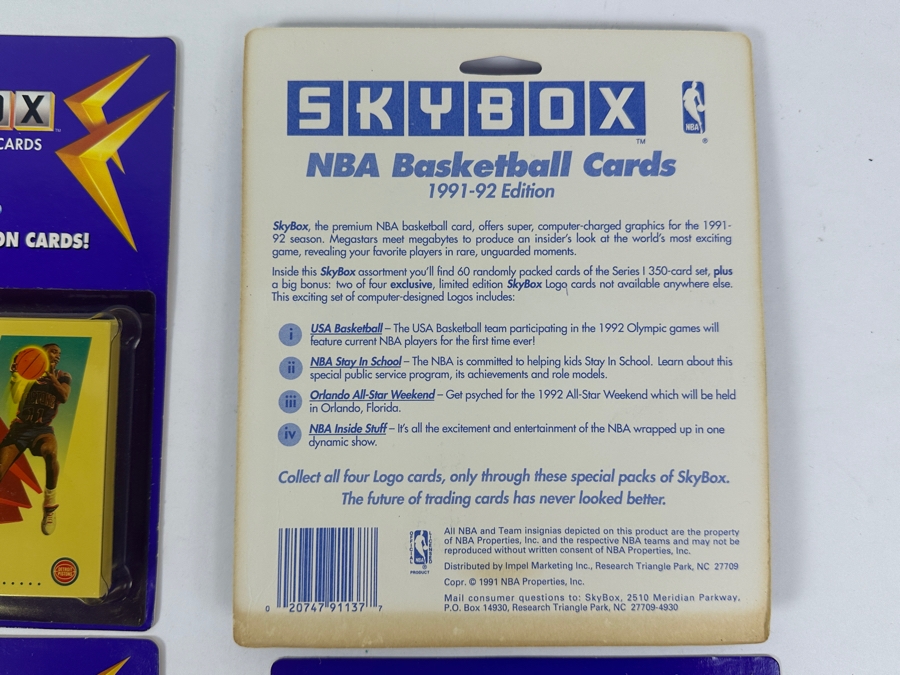 OX
CARDS
ON CARDS!
DETROIT
PISTONS
SKYBOX
TM
NBA
®
NBA Basketball Cards
1991-92 Edition
SkyBox, the premium NBA basketball card, offers super, computer-charged graphics for the 1991-
92 season. Megastars meet megabytes to produce an insider's look at the world's most exciting
game, revealing your favorite players in rare, unguarded moments.
Inside this SkyBox assortment you'll find 60 randomly packed cards of the Series I 350-card set, plus
a big bonus: two of four exclusive, limited edition SkyBox Logo cards not available anywhere else.
This exciting set of computer-designed Logos includes:
i USA Basketball – The USA Basketball team participating in the 1992 Olympic games will
feature current NBA players for the first time ever!
ii NBA Stay In School – The NBA is committed to helping kids Stay In School. Learn about this
special public service program, its achievements and role models.
iii Orlando All-Star Weekend – Get psyched for the 1992 All-Star Weekend which will be held
in Orlando, Florida.
iv NBA Inside Stuff – It's all the excitement and entertainment of the NBA wrapped up in one
dynamic show.
Collect all four Logo cards, only through these special packs of SkyBox.
The future of trading cards has never looked better.
0 20747 91137 7
OFFICIAL
NBA
LICENSED
PRODUCT
All NBA and Team insignias depicted on this product are the property
of NBA Properties, Inc. and the respective NBA teams and may not be
reproduced without written consent of NBA Properties, Inc.
Distributed by Impel Marketing Inc., Research Triangle Park, NC 27709
Copr. © 1991 NBA Properties, Inc.
Mail consumer questions to: SkyBox, 2510 Meridian Parkway,
P.O. Box 14930, Research Triangle Park, NC 27709-4930